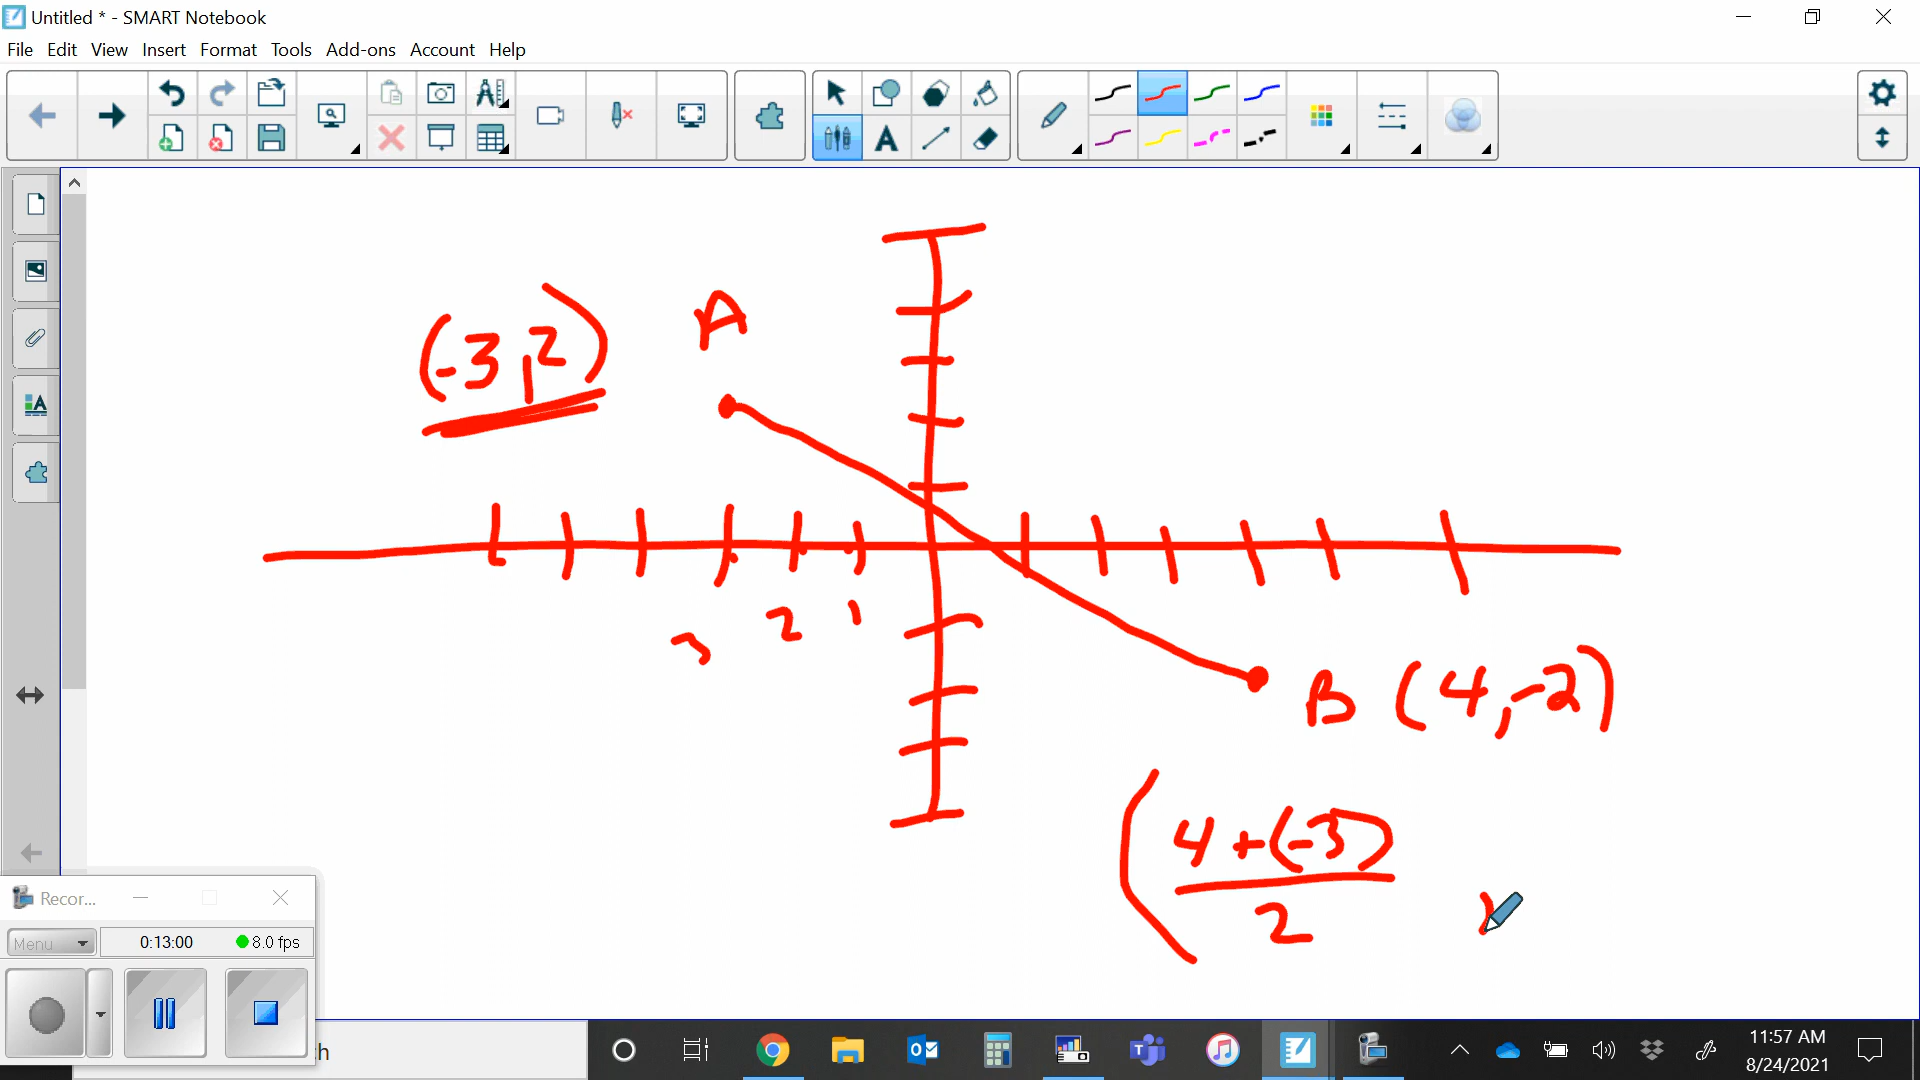 Untitled * - SMART Notebook
File Edit View Insert Format Tools Add-ons Account Help
A
(-3,2)
3 2 1
B (4,-2)
(4+(-3)
2
,
Recor...
Menu
0:13:00
8.0 fps
h
11:57 AM
8/24/2021